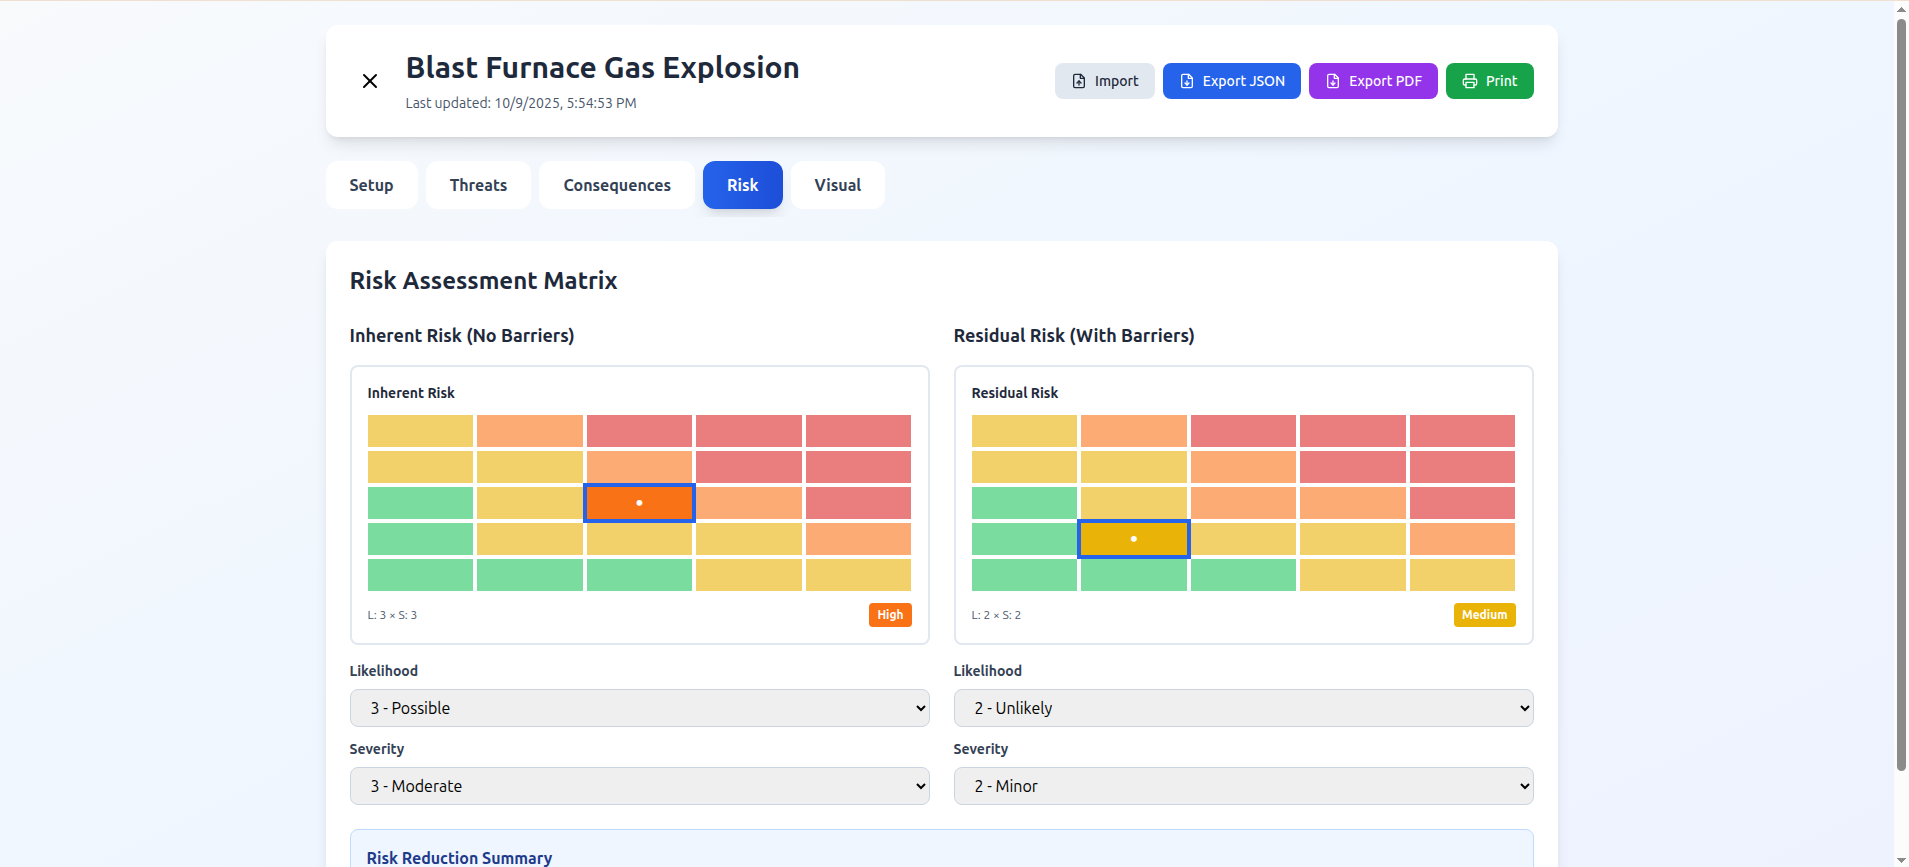 Blast Furnace Gas Explosion
Last updated: 10/9/2025, 5:54:53 PM
Import
Export JSON
Export PDF
Print
Setup
Threats
Consequences
Risk
Visual
Risk Assessment Matrix
Inherent Risk (No Barriers)
Inherent Risk
L: 3 × S: 3
High
Likelihood
3 - Possible
Severity
3 - Moderate
Residual Risk (With Barriers)
Residual Risk
L: 2 × S: 2
Medium
Likelihood
2 - Unlikely
Severity
2 - Minor
Risk Reduction Summary